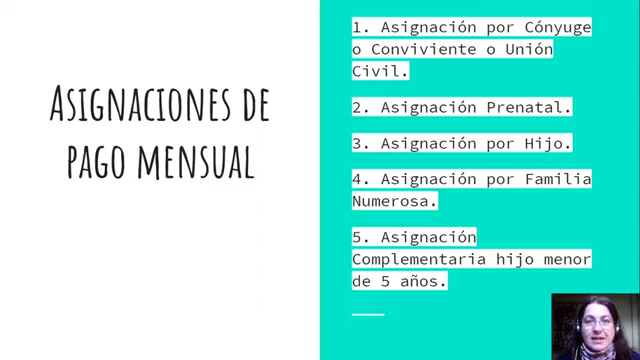 ASIGNACIONES DE
PAGO MENSUAL
1. Asignación por Cónyuge
o Conviviente o Unión
Civil.
2. Asignación Prenatal.
3. Asignación por Hijo.
4. Asignación por Familia
Numerosa.
5. Asignación
Complementaria hijo menor
de 5 años.